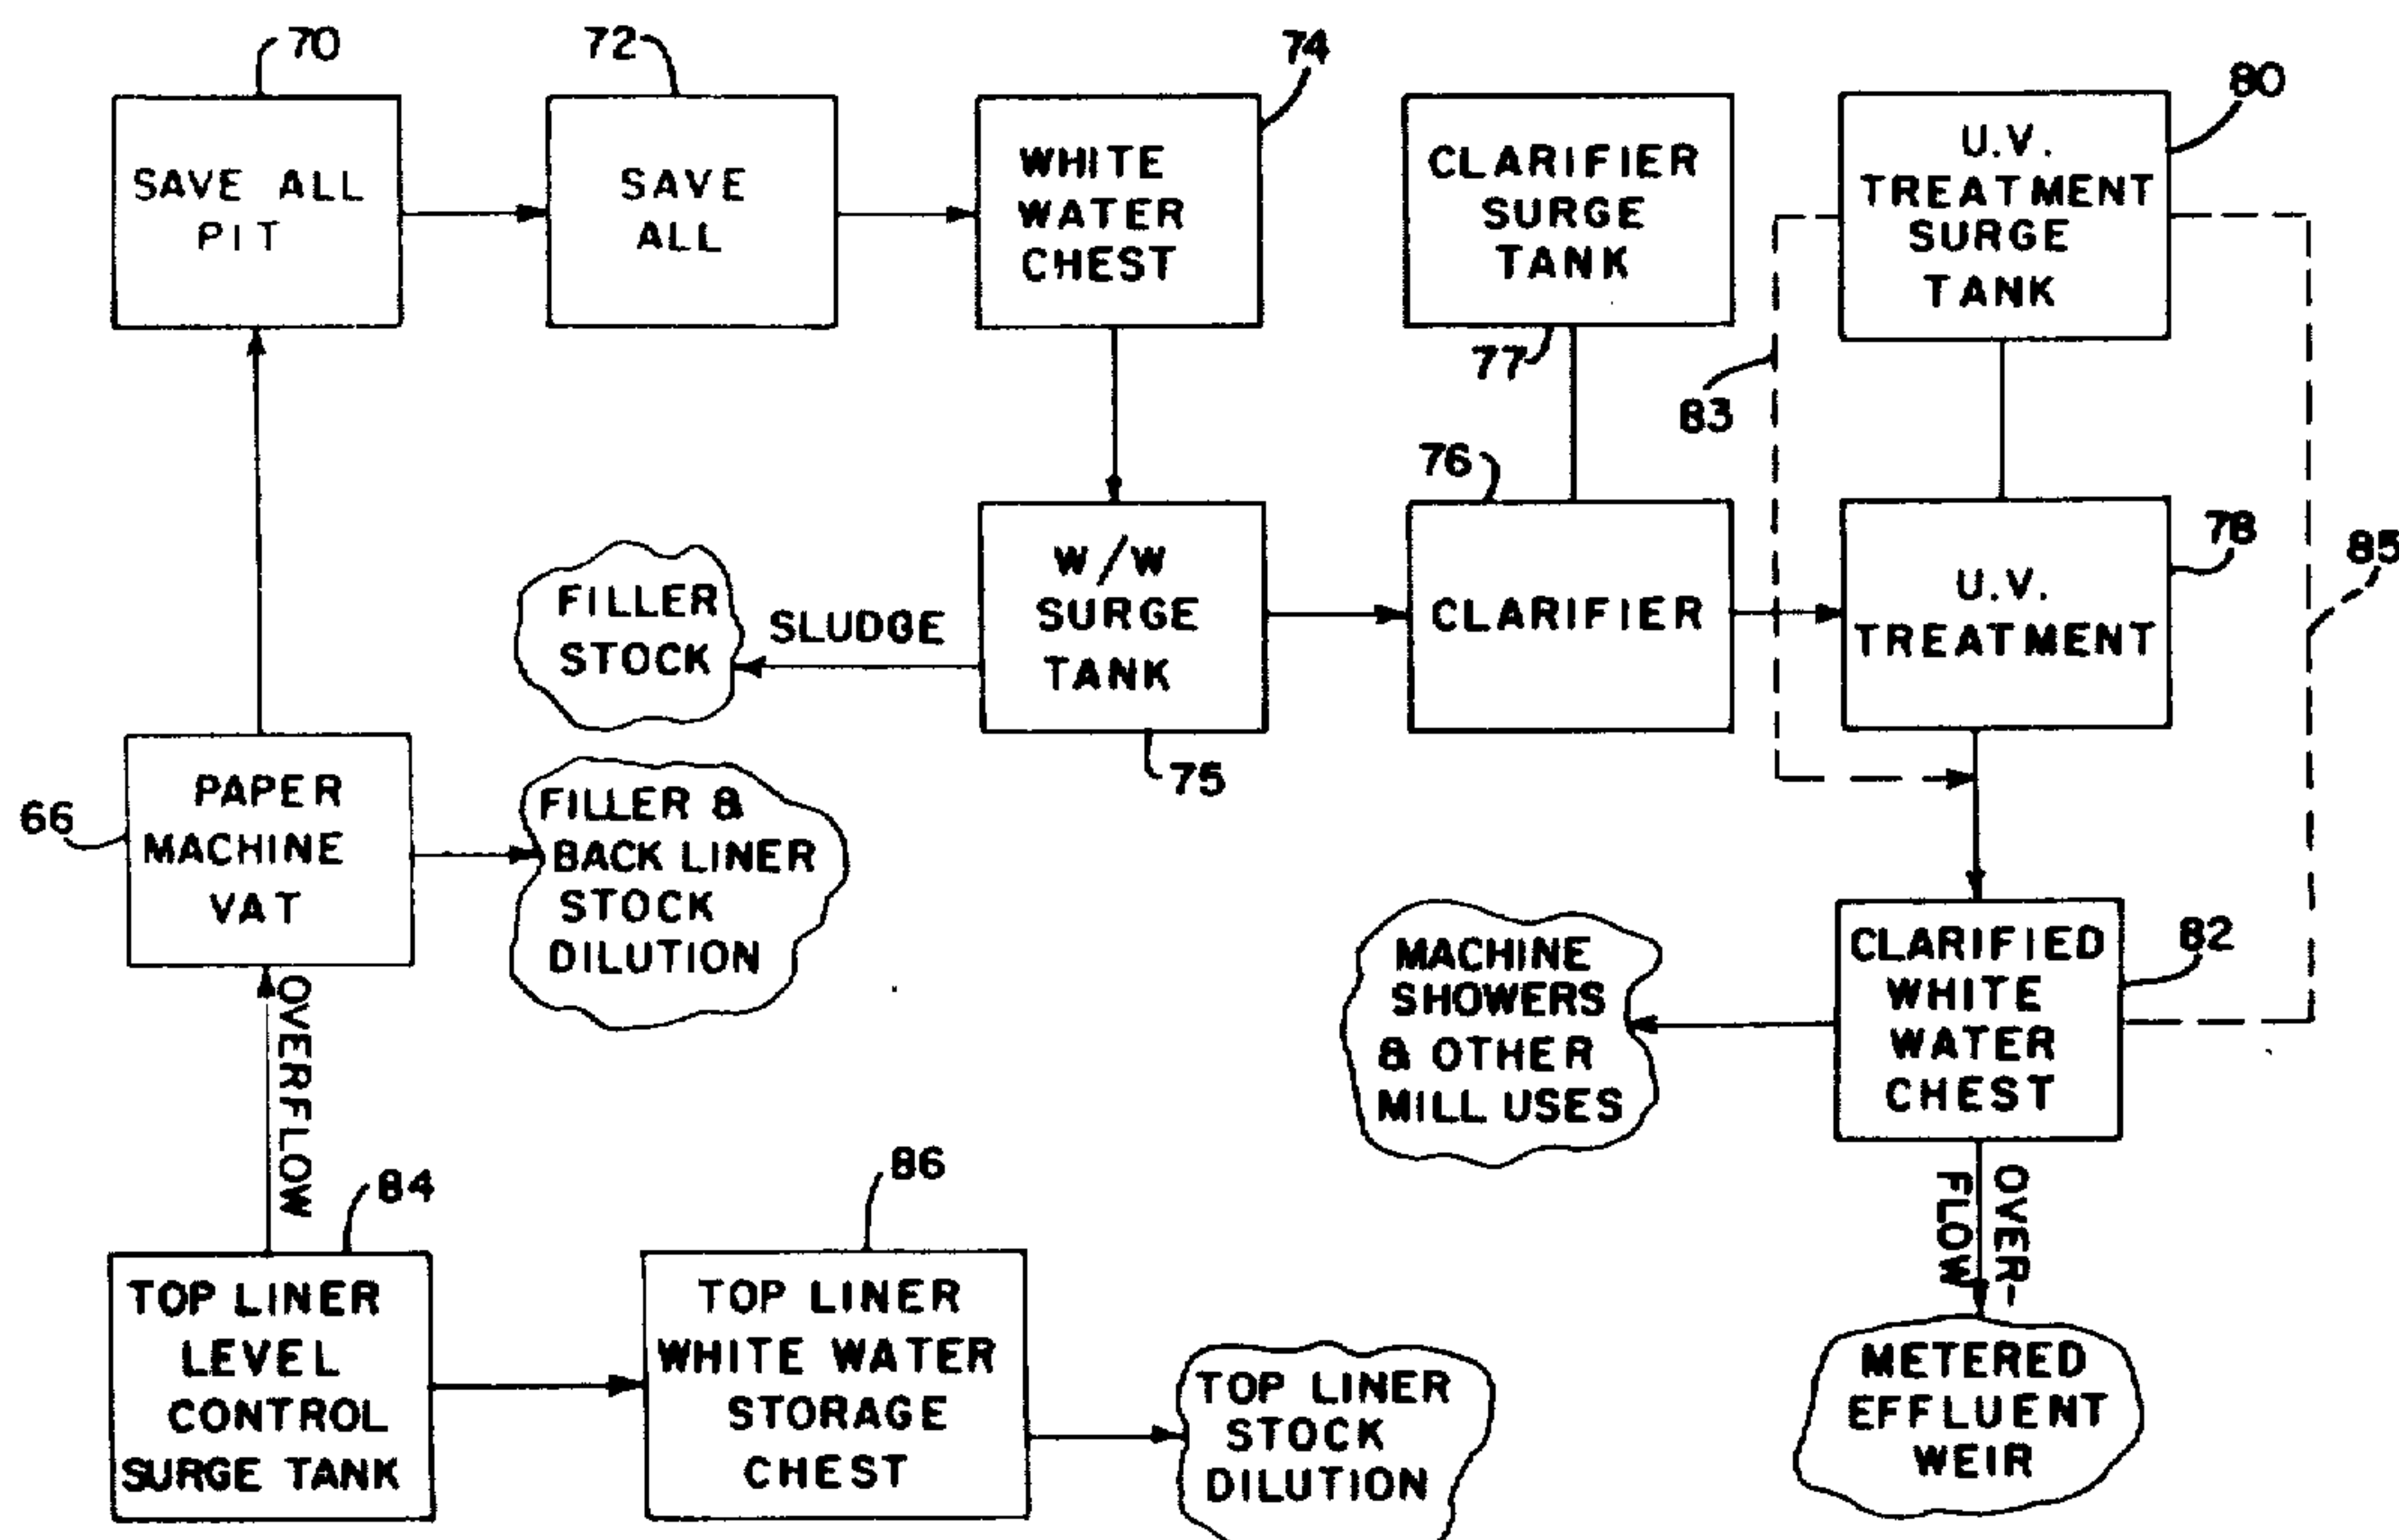 70
72
74
80
SAVE ALL
PIT
SAVE
ALL
WHITE
WATER
CHEST
CLARIFIER
SURGE
TANK
U.V.
TREATMENT
SURGE
TANK
77
83
76
78
85
FILLER
STOCK
SLUDGE
W/W
SURGE
TANK
CLARIFIER
U.V.
TREATMENT
75
66
PAPER
MACHINE
VAT
FILLER &
BACK LINER
STOCK
DILUTION
MACHINE
SHOWERS
& OTHER
MILL USES
CLARIFIED
WHITE
WATER
CHEST
82
OVERFLOW
84
86
OVER-
FLOW
TOP LINER
LEVEL
CONTROL
SURGE TANK
TOP LINER
WHITE WATER
STORAGE
CHEST
TOP LINER
STOCK
DILUTION
METERED
EFFLUENT
WEIR